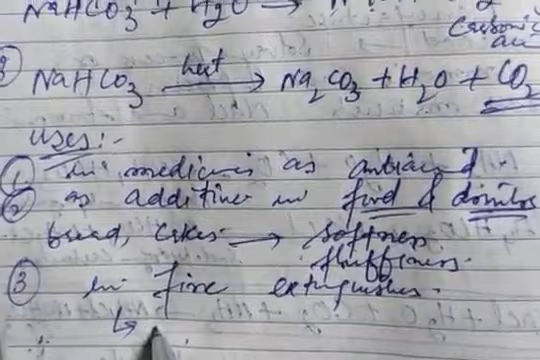 NaHCO3 + H2O →
Carbonic
NaHCO3 heat → Na2CO3 + H2O + CO2
Uses:-
① In medicines as antiacid
② as additive in food & drinks
bread, cakes → Softness
fluffiness.
③ in fire extinguisher.
↳